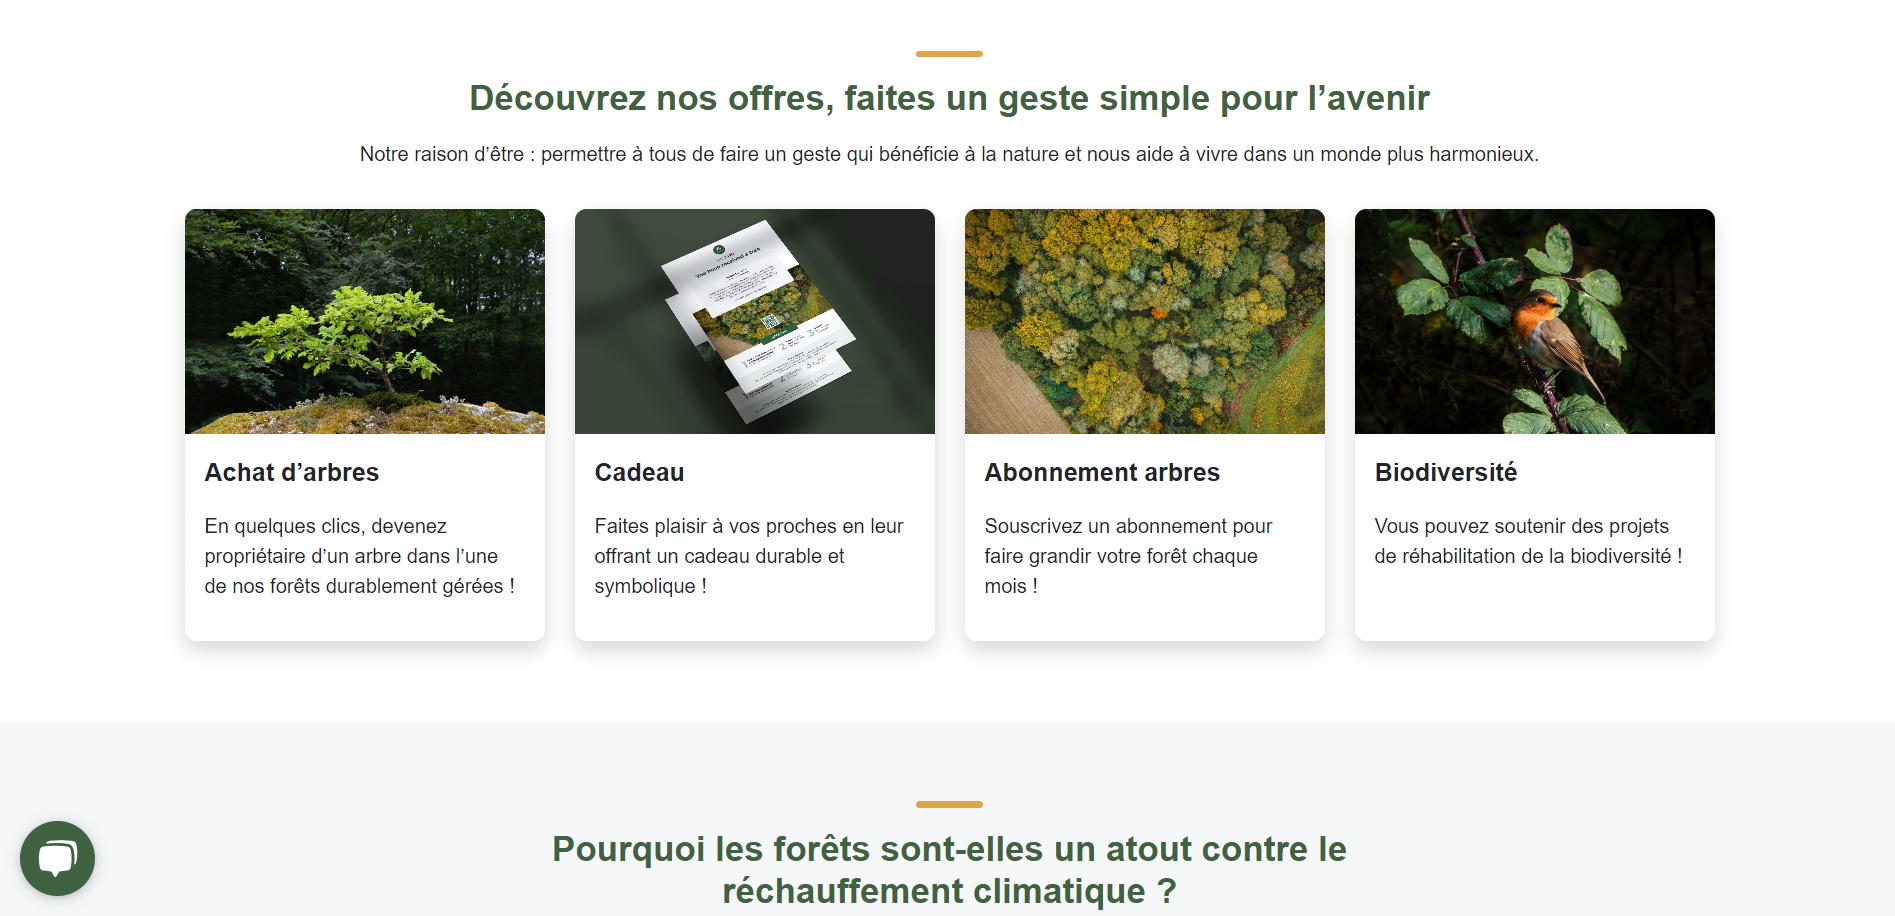 Découvrez nos offres, faites un geste simple pour l’avenir
Notre raison d’être : permettre à tous de faire un geste qui bénéficie à la nature et nous aide à vivre dans un monde plus harmonieux.
Achat d’arbres
En quelques clics, devenez
propriétaire d’un arbre dans l’une
de nos forêts durablement gérées !
Cadeau
Faites plaisir à vos proches en leur
offrant un cadeau durable et
symbolique !
Abonnement arbres
Souscrivez un abonnement pour
faire grandir votre forêt chaque
mois !
Biodiversité
Vous pouvez soutenir des projets
de réhabilitation de la biodiversité !
Pourquoi les forêts sont-elles un atout contre le
réchauffement climatique ?